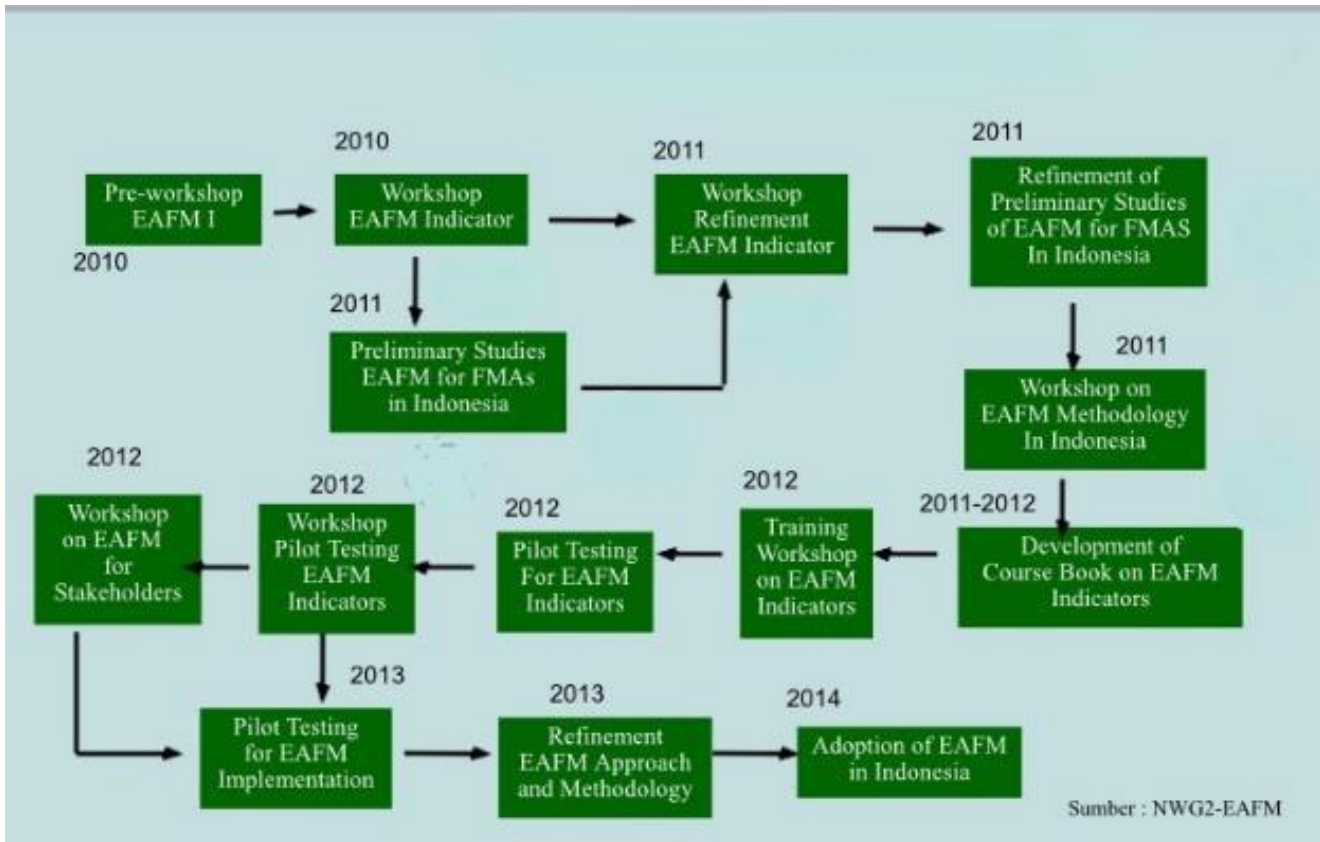 2010
Pre-workshop
EAFM I
2010
Workshop
EAFM Indicator
2011
Workshop
Refinement
EAFM Indicator
2011
Refinement of
Preliminary Studies
of EAFM for FMAS
In Indonesia
2011
Preliminary Studies
EAFM for FMAs
in Indonesia
2011
Workshop on
EAFM Methodology
In Indonesia
2011-2012
Development of
Course Book on EAFM
Indicators
2012
Training
Workshop
on EAFM
Indicators
2012
Pilot Testing
For EAFM
Indicators
2012
Workshop
Pilot Testing
EAFM
Indicators
2012
Workshop
on EAFM
for
Stakeholders
2013
Pilot Testing
for EAFM
Implementation
2013
Refinement
EAFM Approach
and Methodology
2014
Adoption of EAFM
in Indonesia
Sumber : NWG2-EAFM